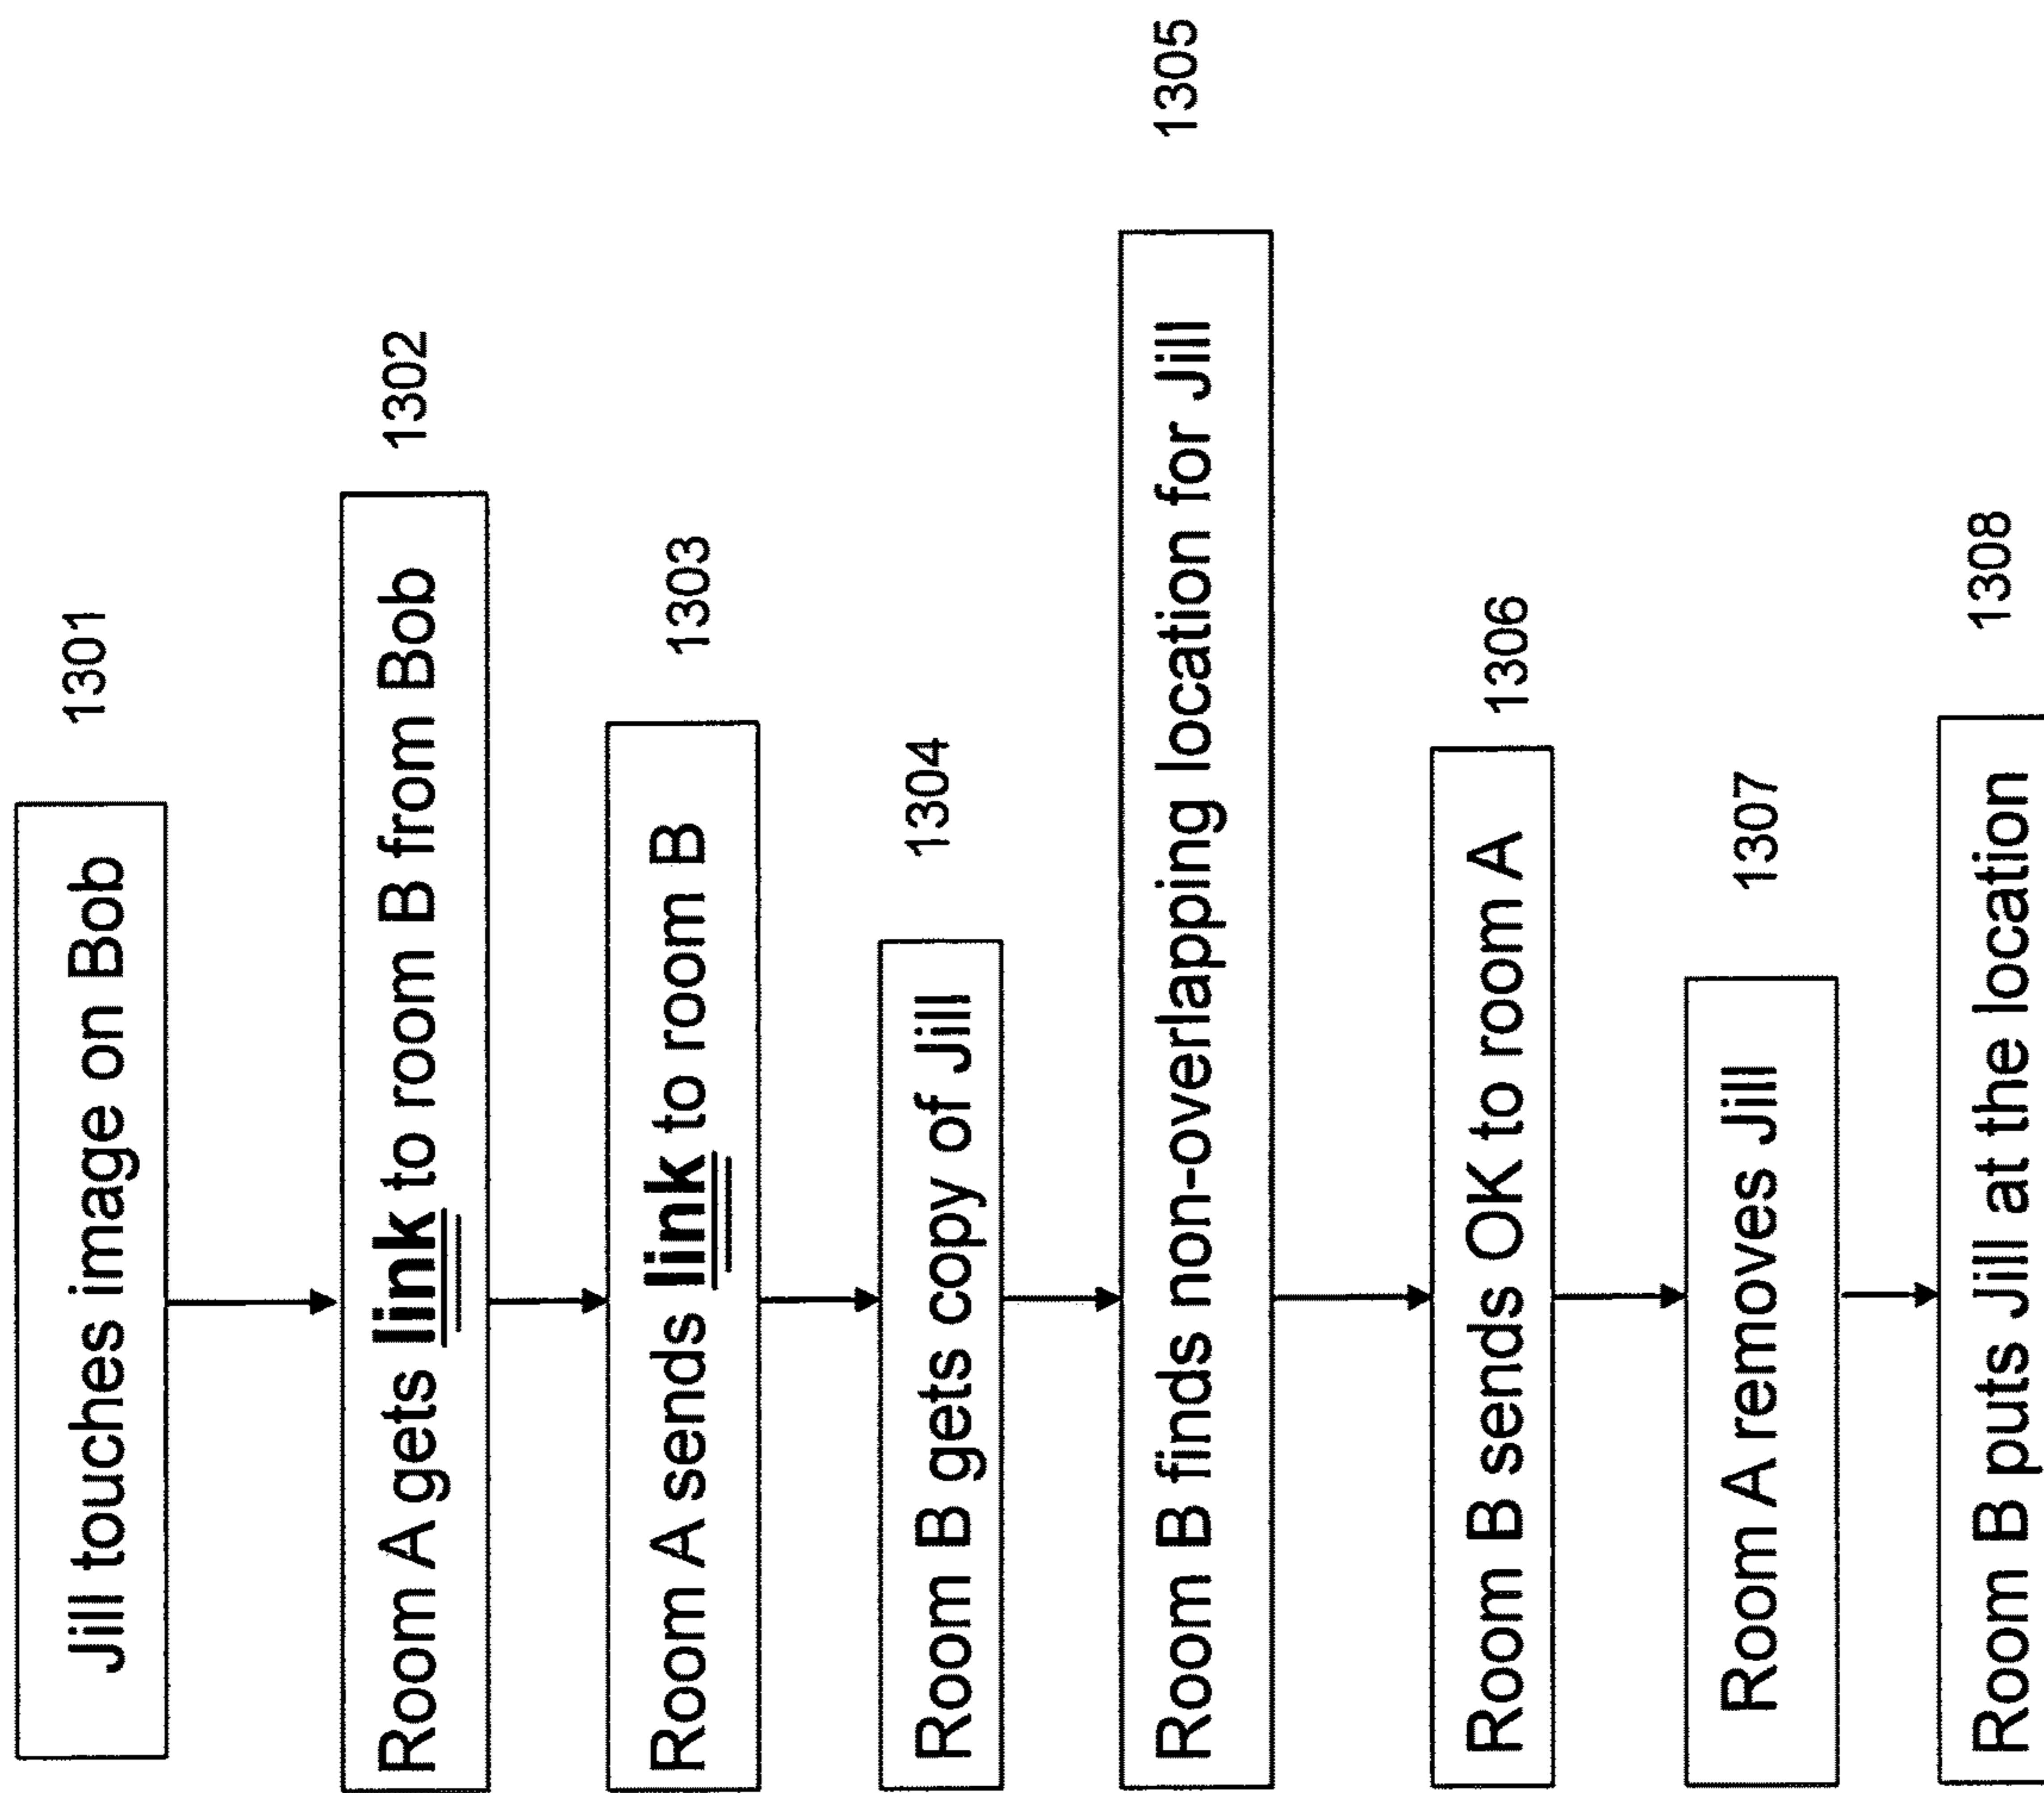 Jill touches image on Bob
1301
Room A gets link to room B from Bob
1302
Room A sends link to room B
1303
Room B gets copy of Jill
1304
Room B finds non-overlapping location for Jill
1305
Room B sends OK to room A
1306
Room A removes Jill
1307
Room B puts Jill at the location
1308